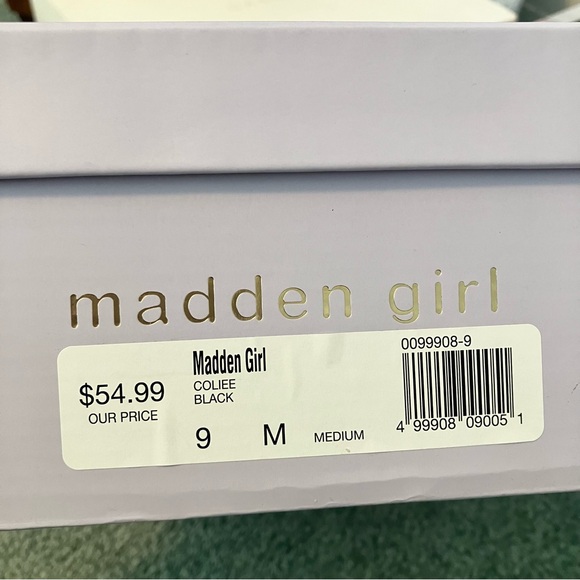 madden girl
$54.99
OUR PRICE
Madden Girl
COLIEE
BLACK
9 M MEDIUM
0099908-9
4 99908 09005 1